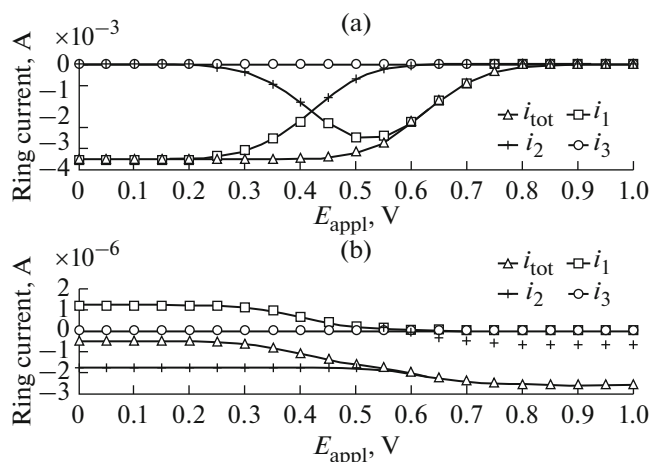 (a)
×10⁻³
Ring current, A
0
−1
−2
−3
−4
i_tot i_1
i_2 i_3
0 0.1 0.2 0.3 0.4 0.5 0.6 0.7 0.8 0.9 1.0
E_appl, V
(b)
×10⁻⁶
Ring current, A
2
1
0
−1
−2
−3
i_tot i_1
i_2 i_3
0 0.1 0.2 0.3 0.4 0.5 0.6 0.7 0.8 0.9 1.0
E_appl, V